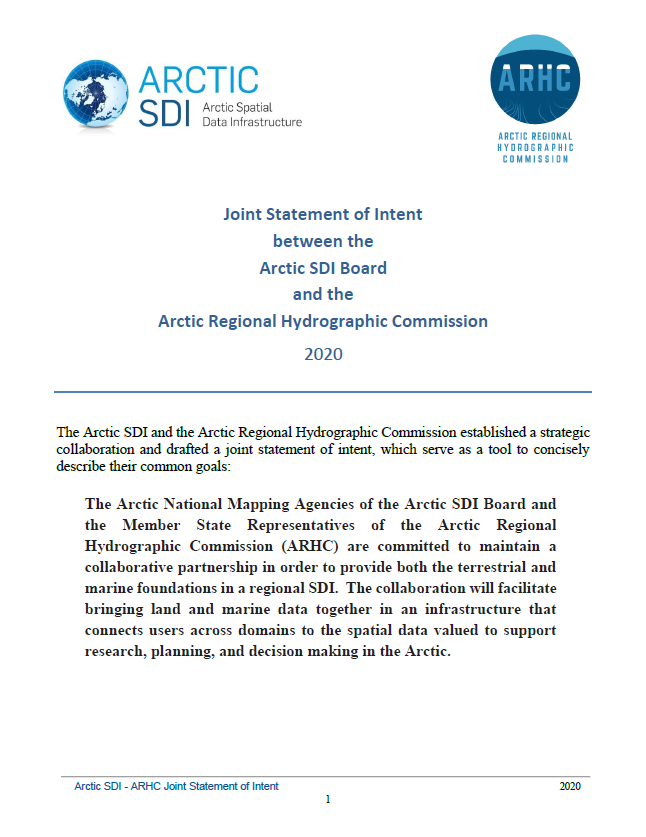 ARCTIC
SDI Arctic Spatial
Data Infrastructure
ARHC
ARCTIC REGIONAL
HYDROGRAPHIC
COMMISSION
Joint Statement of Intent
between the
Arctic SDI Board
and the
Arctic Regional Hydrographic Commission
2020
The Arctic SDI and the Arctic Regional Hydrographic Commission established a strategic
collaboration and drafted a joint statement of intent, which serve as a tool to concisely
describe their common goals:
The Arctic National Mapping Agencies of the Arctic SDI Board and
the Member State Representatives of the Arctic Regional
Hydrographic Commission (ARHC) are committed to maintain a
collaborative partnership in order to provide both the terrestrial and
marine foundations in a regional SDI. The collaboration will facilitate
bringing land and marine data together in an infrastructure that
connects users across domains to the spatial data valued to support
research, planning, and decision making in the Arctic.
Arctic SDI - ARHC Joint Statement of Intent 2020
1